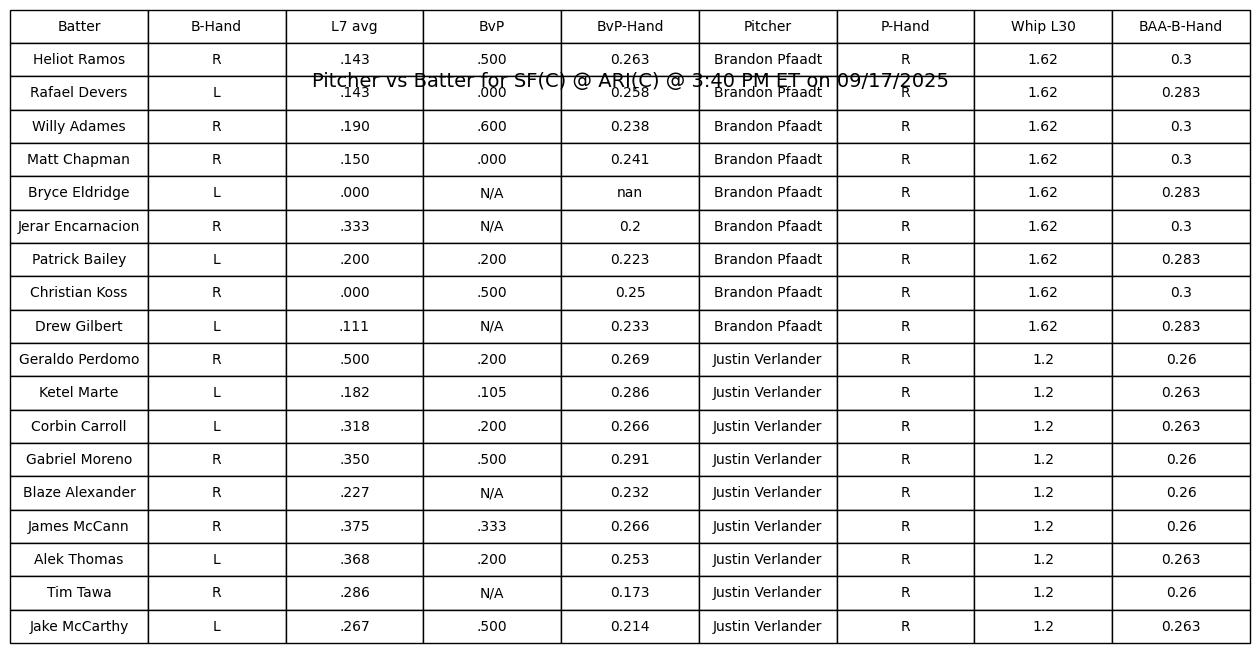 Batter B-Hand L7 avg BvP BvP-Hand Pitcher P-Hand Whip L30 BAA-B-Hand
Heliot Ramos R .143 .500 0.263 Brandon Pfaadt R 1.62 0.3
Pitcher vs Batter for SF(C) @ ARI(C) @ 3:40 PM ET on 09/17/2025
Rafael Devers L .143 .000 0.258 Brandon Pfaadt R 1.62 0.283
Willy Adames R .190 .600 0.238 Brandon Pfaadt R 1.62 0.3
Matt Chapman R .150 .000 0.241 Brandon Pfaadt R 1.62 0.3
Bryce Eldridge L .000 N/A nan Brandon Pfaadt R 1.62 0.283
Jerar Encarnacion R .333 N/A 0.2 Brandon Pfaadt R 1.62 0.3
Patrick Bailey L .200 .200 0.223 Brandon Pfaadt R 1.62 0.283
Christian Koss R .000 .500 0.25 Brandon Pfaadt R 1.62 0.3
Drew Gilbert L .111 N/A 0.233 Brandon Pfaadt R 1.62 0.283
Geraldo Perdomo R .500 .200 0.269 Justin Verlander R 1.2 0.26
Ketel Marte L .182 .105 0.286 Justin Verlander R 1.2 0.263
Corbin Carroll L .318 .200 0.266 Justin Verlander R 1.2 0.263
Gabriel Moreno R .350 .500 0.291 Justin Verlander R 1.2 0.26
Blaze Alexander R .227 N/A 0.232 Justin Verlander R 1.2 0.26
James McCann R .375 .333 0.266 Justin Verlander R 1.2 0.26
Alek Thomas L .368 .200 0.253 Justin Verlander R 1.2 0.263
Tim Tawa R .286 N/A 0.173 Justin Verlander R 1.2 0.26
Jake McCarthy L .267 .500 0.214 Justin Verlander R 1.2 0.263